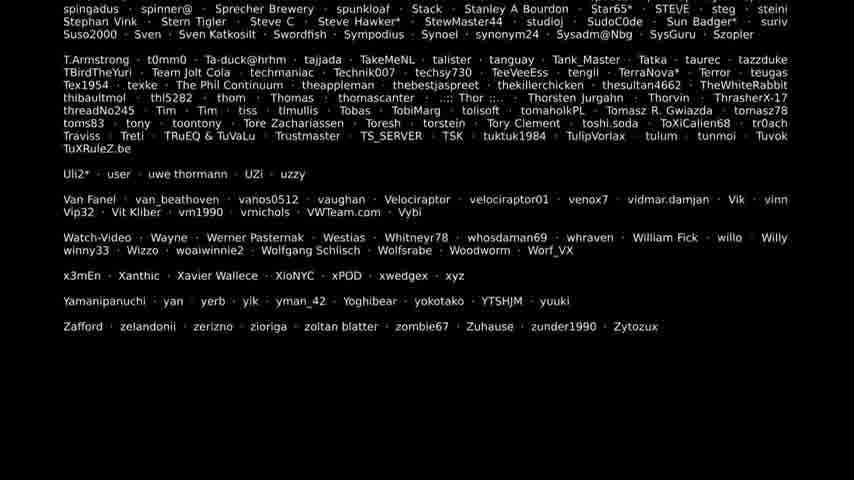 spingadus · spinner@ · Sprecher Brewery · spunkloaf · Stack · Stanley A Bourdon · Star65* · STE\/E · steg · steini
Stephan Vink · Stern Tigler · Steve C · Steve Hawker* · StewMaster44 · studioj · SudoC0de · Sun Badger* · suriv
Suso2000 · Sven · Sven Katkosilt · Swordfish · Sympodius · Synoel · synonym24 · Sysadm@Nbg · SysGuru · Szopler
T.Armstrong · t0mm0 · Ta-duck@hrhm · tajjada · TakeMeNL · talister · tanguay · Tank_Master · Tatka · taurec · tazzduke
TBirdTheYuri · Team Jolt Cola · techmaniac · Technik007 · techsy730 · TeeVeeEss · tengil · TerraNova* · Terror · teugas
Tex1954 · texke · The Phil Continuum · theappleman · thebestjaspreet · thekillerchicken · thesultan4662 · TheWhiteRabbit
thibaultmol · thl5282 · thom · Thomas · thomascanter · .::: Thor ::.. · Thorsten Jurgahn · Thorvin · ThrasherX-17
threadNo245 · Tim · Tim · tiss · tlmullis · Tobas · TobiMarg · tolisoft · tomaholkPL · Tomasz R. Gwiazda · tomasz78
toms83 · tony · toontony · Tore Zachariassen · Toresh · torstein · Tory Clement · toshi.soda · ToXiCalien68 · tr0ach
Traviss · Treti · TRuEQ & TuVaLu · Trustmaster · TS_SERVER · TSK · tuktuk1984 · TulipVorlax · tulum · tunmoi · Tuvok
TuXRuleZ.be
Uli2* · user · uwe thormann · UZi · uzzy
Van Fanel · van_beathoven · vanos0512 · vaughan · Velociraptor · velociraptor01 · venox7 · vidmar.damjan · Vik · vinn
Vip32 · Vit Kliber · vm1990 · vrnichols · VWTeam.com · Vybi
Watch-Video · Wayne · Werner Pasternak · Westias · Whitneyr78 · whosdaman69 · whraven · William Fick · willo · Willy
winny33 · Wizzo · woaiwinnie2 · Wolfgang Schlisch · Wolfsrabe · Woodworm · Worf_VX
x3mEn · Xanthic · Xavier Wallece · XioNYC · xPOD · xwedgex · xyz
Yamanipanuchi · yan · yerb · yik · yman_42 · Yoghibear · yokotako · YTSHJM · yuuki
Zafford · zelandonii · zerizno · zioriga · zoltan blatter · zombie67 · Zuhause · zunder1990 · Zytozux